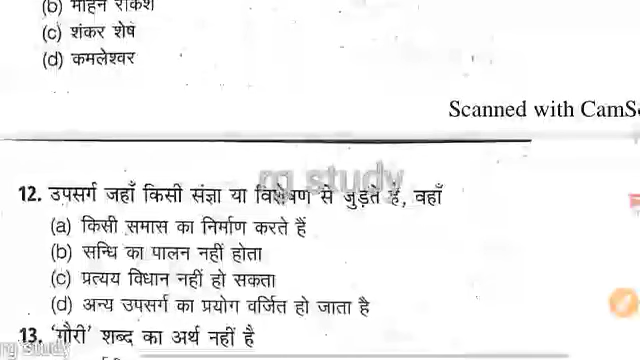 (b) मोहन राकेश
(c) शंकर शेष
(d) कमलेश्वर
Scanned with CamSc
rg study
12. उपसर्ग जहाँ किसी संज्ञा या विशेषण से जुड़ते हैं, वहाँ
(a) किसी समास का निर्माण करते हैं
(b) सन्धि का पालन नहीं होता
(c) प्रत्यय विधान नहीं हो सकता
(d) अन्य उपसर्ग का प्रयोग वर्जित हो जाता है
13. 'गौरी' शब्द का अर्थ नहीं है
rg study